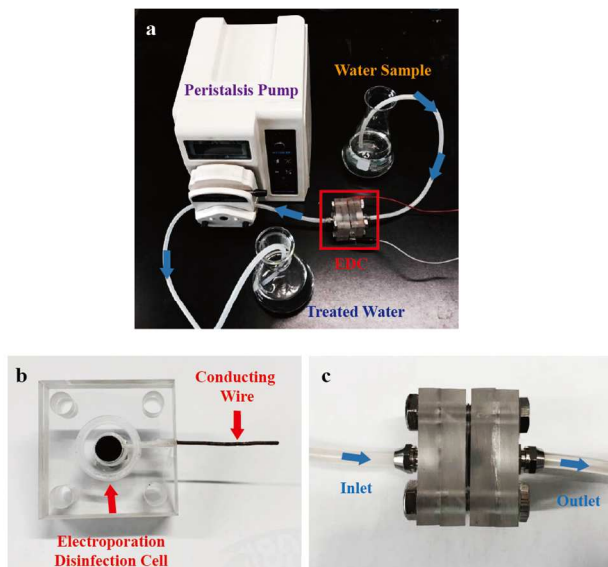 a
Water Sample
Peristalsis Pump
EDC
Treated Water
b
Conducting
Wire
Electroporation
Disinfection Cell
c
Inlet
Outlet